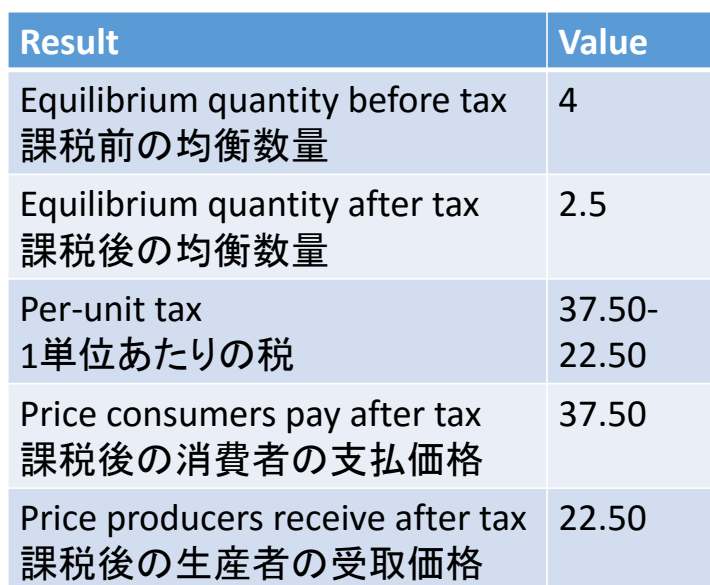 Result Value
Equilibrium quantity before tax 4
課税前の均衡数量
Equilibrium quantity after tax 2.5
課税後の均衡数量
Per-unit tax 37.50-
1単位あたりの税 22.50
Price consumers pay after tax 37.50
課税後の消費者の支払価格
Price producers receive after tax 22.50
課税後の生産者の受取価格